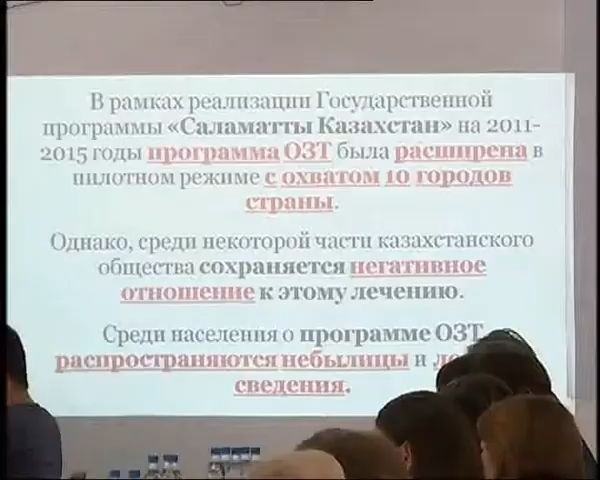 В рамках реализации Государственной
программы «Саламатты Казахстан» на 2011-
2015 годы программа ОЗТ была расширена в
пилотном режиме с охватом 10 городов
страны.
Однако, среди некоторой части казахстанского
общества сохраняется негативное
отношение к этому лечению.
Среди населения о программе ОЗТ
распространяются небылицы и
сведения.